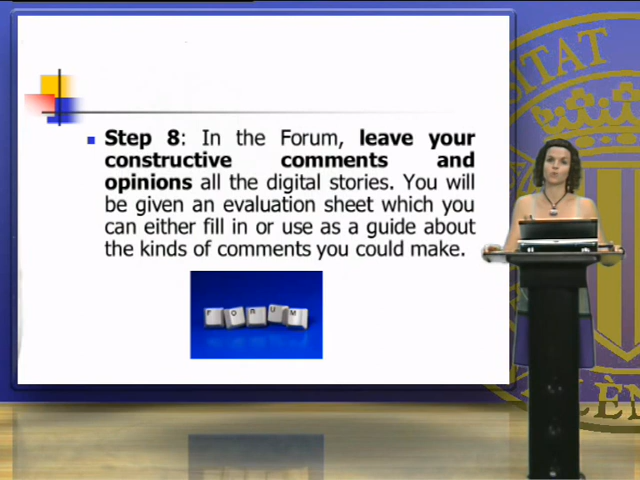 Step 8: In the Forum, leave your
constructive comments and
opinions all the digital stories. You will
be given an evaluation sheet which you
can either fill in or use as a guide about
the kinds of comments you could make.
FORUM